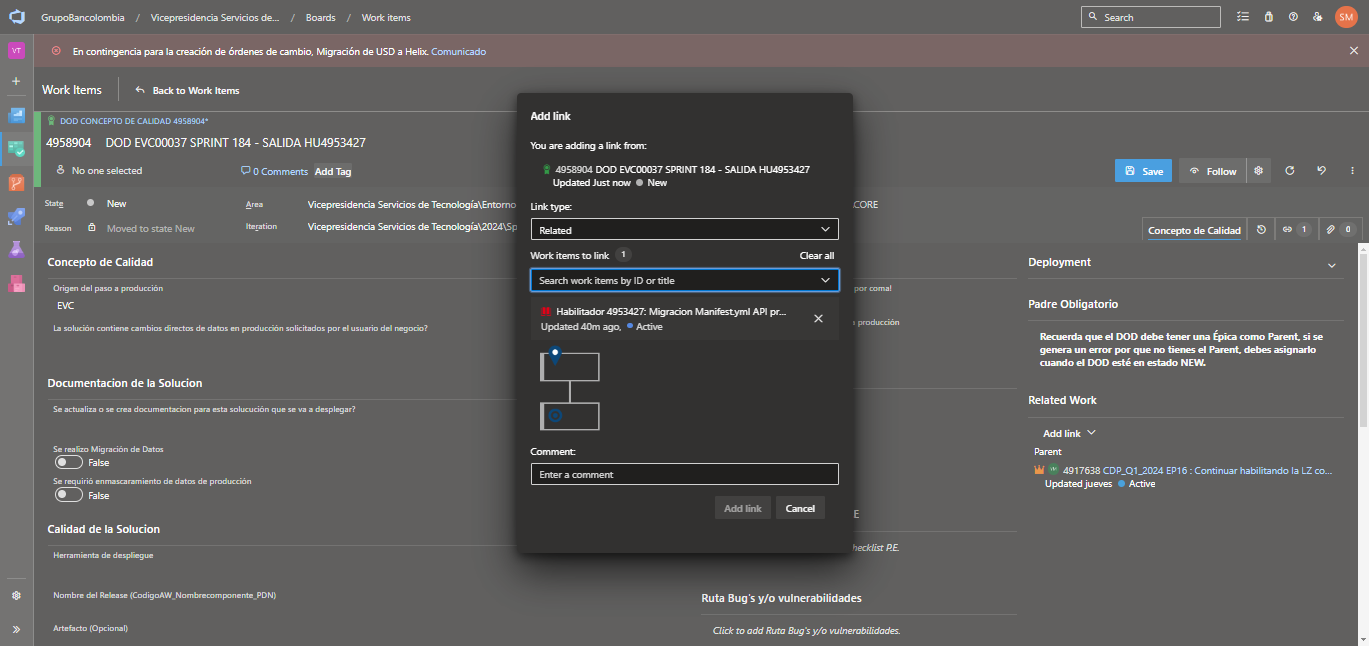 GrupoBancolombia / Vicepresidencia Servicios de... / Boards / Work items
Search
SM
VT
En contingencia para la creación de órdenes de cambio, Migración de USD a Helix. Comunicado
Work Items
Back to Work Items
DOD CONCEPTO DE CALIDAD 4958904*
4958904 DOD EVC00037 SPRINT 184 - SALIDA HU4953427
No one selected
0 Comments
Add Tag
Save
Follow
State
New
Area
Vicepresidencia Servicios de Tecnología\Entorno
CORE
Reason
Moved to state New
Iteration
Vicepresidencia Servicios de Tecnología\2024\Sp
Concepto de Calidad
1
0
Concepto de Calidad
Origen del paso a producción
EVC
La solución contiene cambios directos de datos en producción solicitados por el usuario del negocio?
Documentacion de la Solucion
Se actualiza o se crea documentacion para esta solucución que se va a desplegar?
Se realizo Migración de Datos
False
Se requirió enmascaramiento de datos de producción
False
Calidad de la Solucion
Herramienta de despliegue
Nombre del Release (CodigoAW_Nombrecomponente_PDN)
Artefacto (Opcional)
Add link
You are adding a link from:
4958904 DOD EVC00037 SPRINT 184 - SALIDA HU4953427
Updated Just now New
Link type:
Related
Work items to link 1
Clear all
Search work items by ID or title
Habilitador 4953427: Migracion Manifest.yml API pr...
Updated 40m ago, Active
Comment:
Enter a comment
Add link
Cancel
por coma!
producción
E
hecklist P.E.
Ruta Bug's y/o vulnerabilidades
Click to add Ruta Bug's y/o vulnerabilidades.
Deployment
Padre Obligatorio
Recuerda que el DOD debe tener una Épica como Parent, si se
genera un error por que no tienes el Parent, debes asignarlo
cuando el DOD esté en estado NEW.
Related Work
Add link
Parent
4917638 CDP_Q1_2024 EP16 : Continuar habilitando la LZ co...
Updated jueves Active